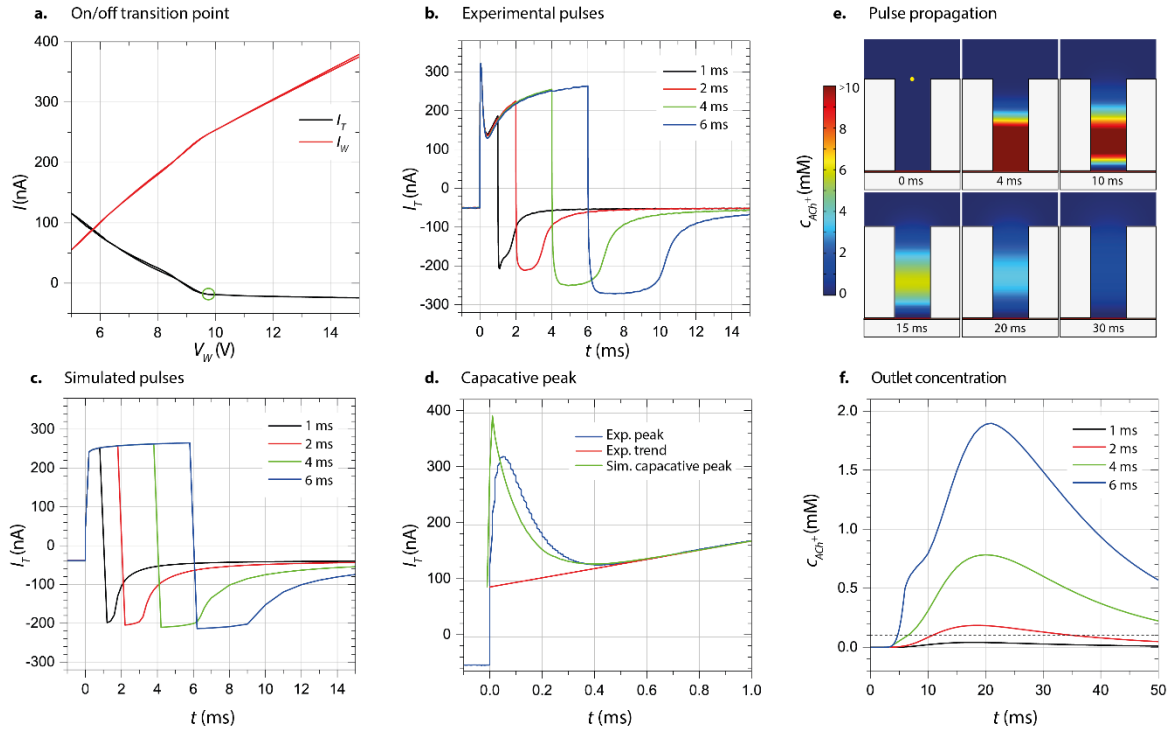 a. On/off transition point
400
300
200
100
0
I (nA)
I_T
I_W
6 8 10 12 14
V_W (V)
b. Experimental pulses
300
200
100
0
-100
-200
-300
I_T (nA)
1 ms
2 ms
4 ms
6 ms
0 2 4 6 8 10 12 14
t (ms)
e. Pulse propagation
>10
8
6
4
2
0
c_ACh+ (mM)
0 ms
4 ms
10 ms
15 ms
20 ms
30 ms
c. Simulated pulses
300
200
100
0
-100
-200
-300
I_T (nA)
1 ms
2 ms
4 ms
6 ms
0 2 4 6 8 10 12 14
t (ms)
d. Capacative peak
400
300
200
100
0
I_T (nA)
Exp. peak
Exp. trend
Sim. capacative peak
0.0 0.2 0.4 0.6 0.8 1.0
t (ms)
f. Outlet concentration
2.0
1.5
1.0
0.5
0.0
c_ACh+ (mM)
1 ms
2 ms
4 ms
6 ms
0 10 20 30 40 50
t (ms)